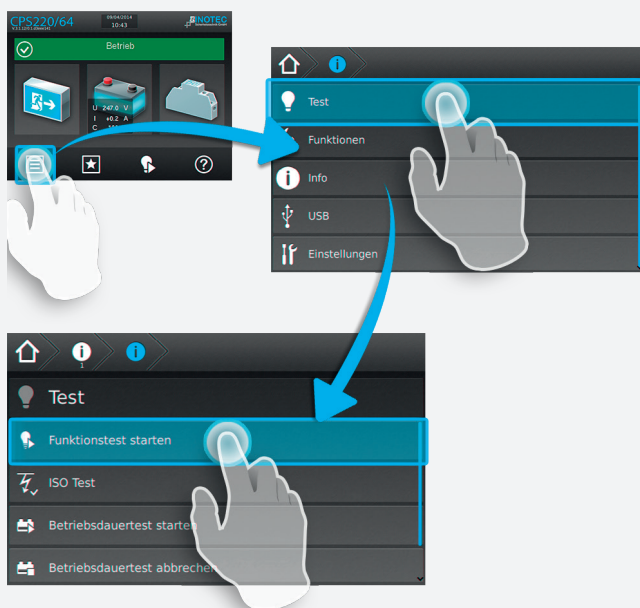 CPS220/64
09/04/2014
10:43
INOTEC
Betrieb
U 247.0 V
I +0.2 A
C
Test
Funktionen
Info
USB
Einstellungen
1
Test
Funktionstest starten
ISO Test
Betriebsdauertest starten
Betriebsdauertest abbrechen